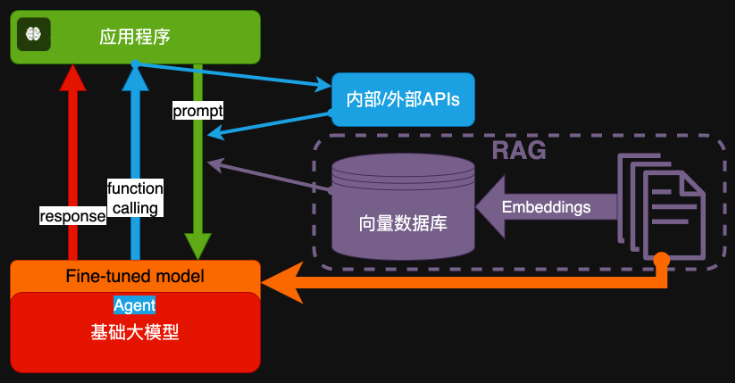 应用程序
内部/外部APIs
prompt
RAG
function
calling
response
向量数据库
Embeddings
Fine-tuned model
Agent
基础大模型